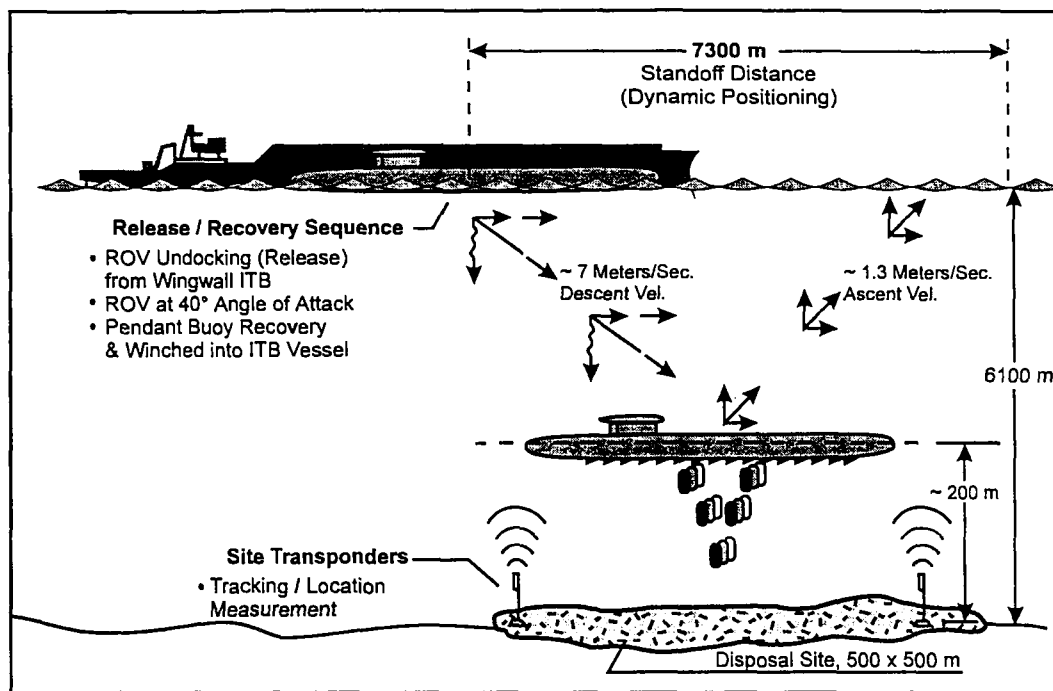 7300 m
Standoff Distance
(Dynamic Positioning)
Release / Recovery Sequence
• ROV Undocking (Release)
from Wingwall ITB
• ROV at 40° Angle of Attack
• Pendant Buoy Recovery
& Winched into ITB Vessel
~ 7 Meters/Sec.
Descent Vel.
~ 1.3 Meters/Sec.
Ascent Vel.
6100 m
~ 200 m
Site Transponders
• Tracking / Location
Measurement
Disposal Site, 500 x 500 m